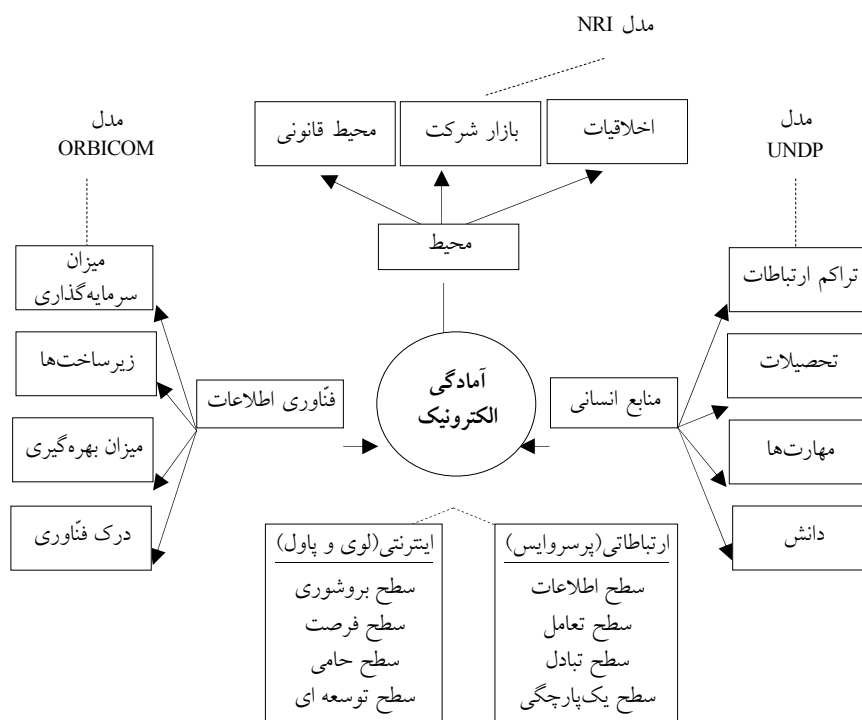 مدل NRI
مدل
ORBICOM
مدل
UNDP
اخلاقیات
بازار شرکت
محیط قانونی
محیط
تراکم ارتباطات
تحصیلات
مهارت‌ها
دانش
منابع انسانی
آمادگی
الکترونیک
فنّاوری اطلاعات
میزان
سرمایه‌گذاری
زیرساخت‌ها
میزان بهره‌گیری
درک فنّاوری
ارتباطاتی(پرسروایس)
سطح اطلاعات
سطح تعامل
سطح تبادل
سطح یک‌پارچگی
اینترنتی(لوی و پاول)
سطح بروشوری
سطح فرصت
سطح حامی
سطح توسعه ای